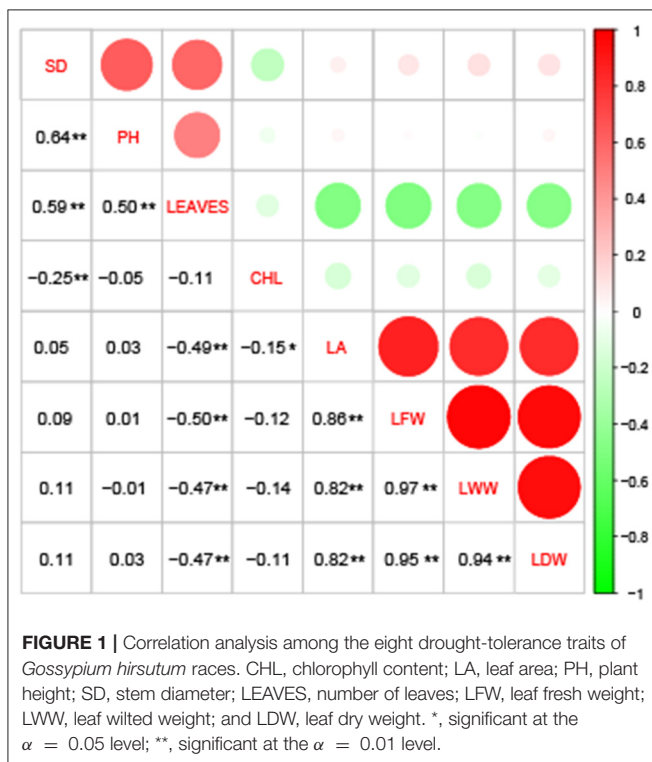 SD
0.64** PH
0.59** 0.50** LEAVES
-0.25** -0.05 -0.11 CHL
0.05 0.03 -0.49** -0.15* LA
0.09 0.01 -0.50** -0.12 0.86** LFW
0.11 -0.01 -0.47** -0.14 0.82** 0.97** LWW
0.11 0.03 -0.47** -0.11 0.82** 0.95** 0.94** LDW
1
0.8
0.6
0.4
0.2
0
-0.2
-0.4
-0.6
-0.8
-1
FIGURE 1 | Correlation analysis among the eight drought-tolerance traits of
Gossypium hirsutum races. CHL, chlorophyll content; LA, leaf area; PH, plant
height; SD, stem diameter; LEAVES, number of leaves; LFW, leaf fresh weight;
LWW, leaf wilted weight; and LDW, leaf dry weight. *, significant at the
α = 0.05 level; **, significant at the α = 0.01 level.